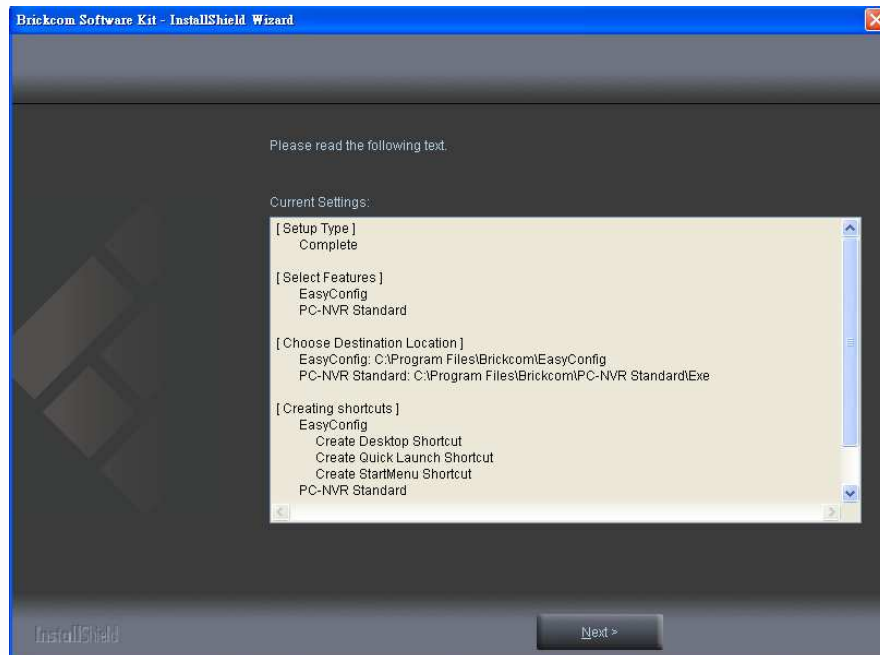 Brickcom Software Kit - InstallShield Wizard
Please read the following text.
Current Settings:
[ Setup Type ]
Complete
[ Select Features ]
EasyConfig
PC-NVR Standard
[ Choose Destination Location ]
EasyConfig: C:\Program Files\Brickcom\EasyConfig
PC-NVR Standard: C:\Program Files\Brickcom\PC-NVR Standard\Exe
[ Creating shortcuts ]
EasyConfig
Create Desktop Shortcut
Create Quick Launch Shortcut
Create StartMenu Shortcut
PC-NVR Standard
InstallShield
Next >